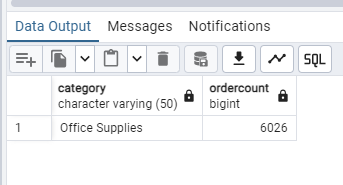 Data Output Messages Notifications
SQL
category ordercount
character varying (50) bigint
1 Office Supplies 6026